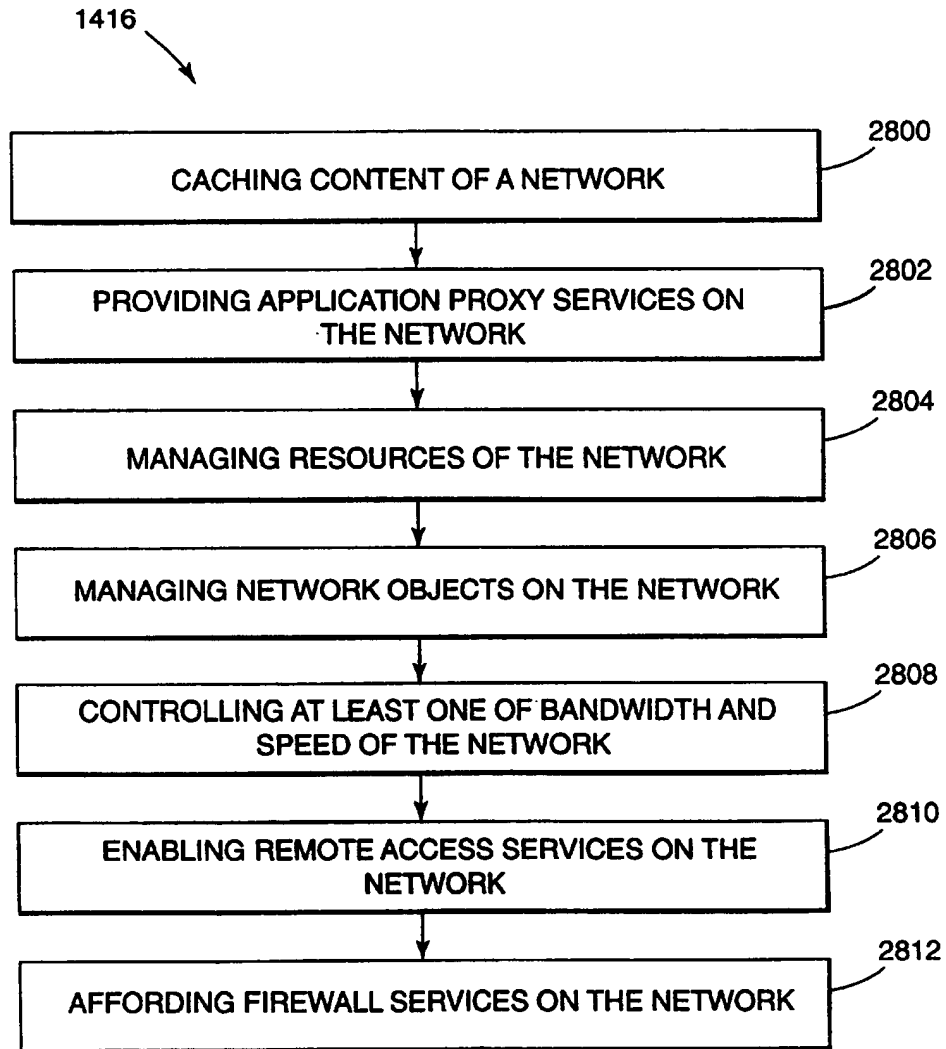 1416
2800
CACHING CONTENT OF A NETWORK
2802
PROVIDING APPLICATION PROXY SERVICES ON
THE NETWORK
2804
MANAGING RESOURCES OF THE NETWORK
2806
MANAGING NETWORK OBJECTS ON THE NETWORK
2808
CONTROLLING AT LEAST ONE OF BANDWIDTH AND
SPEED OF THE NETWORK
2810
ENABLING REMOTE ACCESS SERVICES ON THE
NETWORK
2812
AFFORDING FIREWALL SERVICES ON THE NETWORK